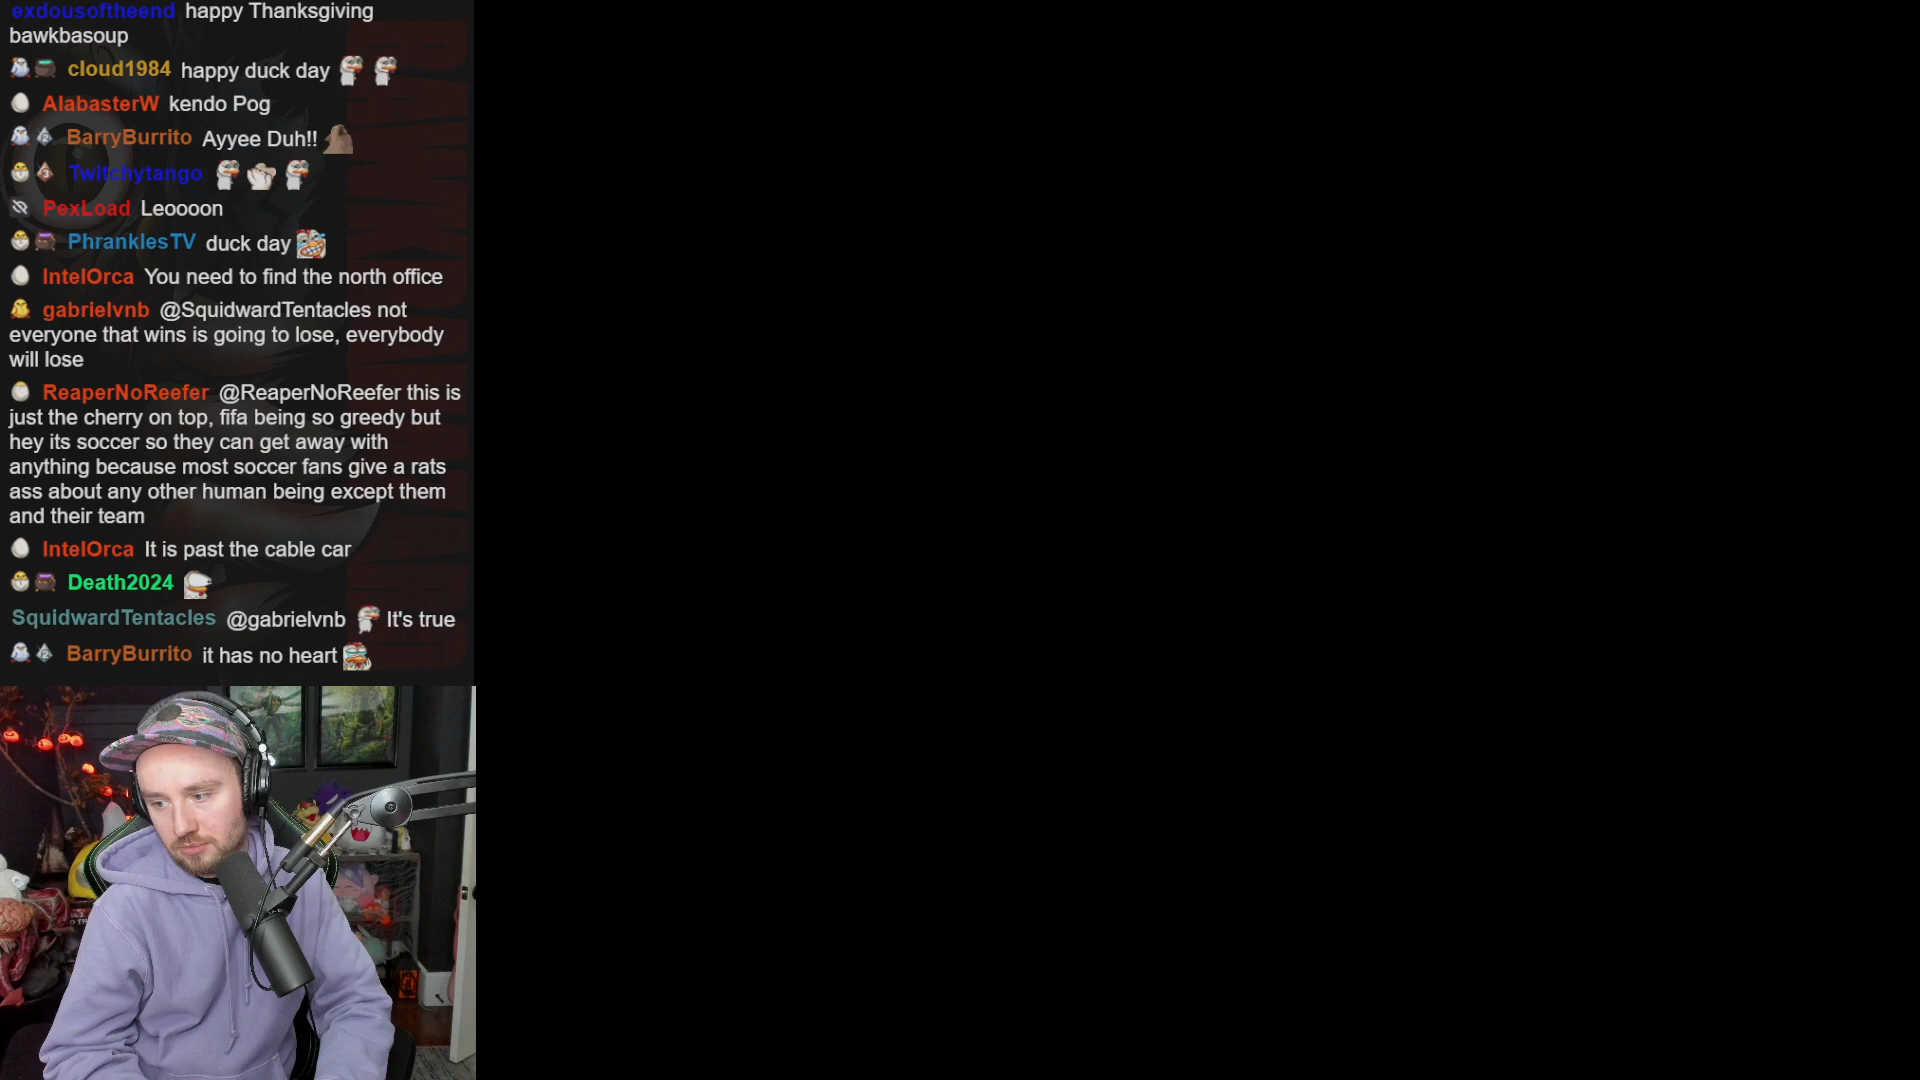 exdousoftheend happy Thanksgiving
bawkbasoup
cloud1984 happy duck day
AlabasterW kendo Pog
BarryBurrito Ayyee Duh!!
Twitchytango
PexLoad Leoooon
PhranklesTV duck day
IntelOrca You need to find the north office
gabrielvnb @SquidwardTentacles not
everyone that wins is going to lose, everybody
will lose
ReaperNoReefer @ReaperNoReefer this is
just the cherry on top, fifa being so greedy but
hey its soccer so they can get away with
anything because most soccer fans give a rats
ass about any other human being except them
and their team
IntelOrca It is past the cable car
Death2024
SquidwardTentacles @gabrielvnb It's true
BarryBurrito it has no heart